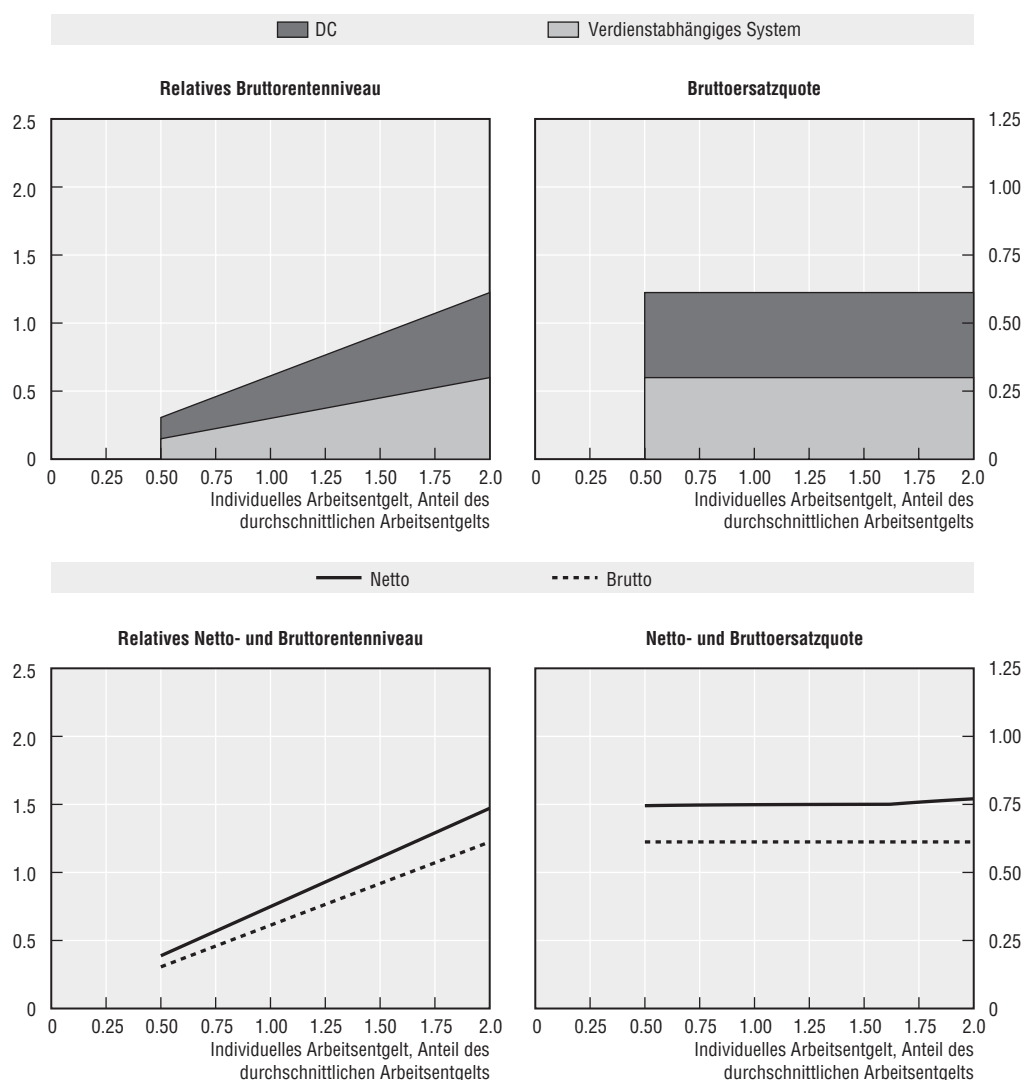 DC
Verdienstabhängiges System
Relatives Bruttorentenniveau
Bruttoersatzquote
2.5
2.0
1.5
1.0
0.5
0
0 0.25 0.50 0.75 1.00 1.25 1.50 1.75 2.0
Individuelles Arbeitsentgelt, Anteil des
durchschnittlichen Arbeitsentgelts
1.25
1.00
0.75
0.50
0.25
0
0 0.25 0.50 0.75 1.00 1.25 1.50 1.75 2.0
Individuelles Arbeitsentgelt, Anteil des
durchschnittlichen Arbeitsentgelts
Netto
Brutto
Relatives Netto- und Bruttorentenniveau
Netto- und Bruttoersatzquote
2.5
2.0
1.5
1.0
0.5
0
0 0.25 0.50 0.75 1.00 1.25 1.50 1.75 2.0
Individuelles Arbeitsentgelt, Anteil des
durchschnittlichen Arbeitsentgelts
1.25
1.00
0.75
0.50
0.25
0
0 0.25 0.50 0.75 1.00 1.25 1.50 1.75 2.0
Individuelles Arbeitsentgelt, Anteil des
durchschnittlichen Arbeitsentgelts